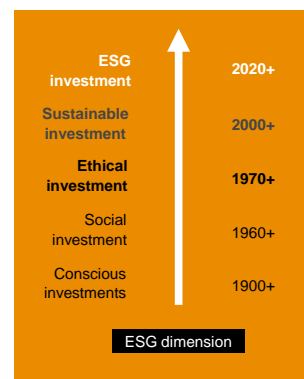 ESG
investment
2020+
Sustainable
investment
2000+
Ethical
investment
1970+
Social
investment
1960+
Conscious
investments
1900+
ESG dimension